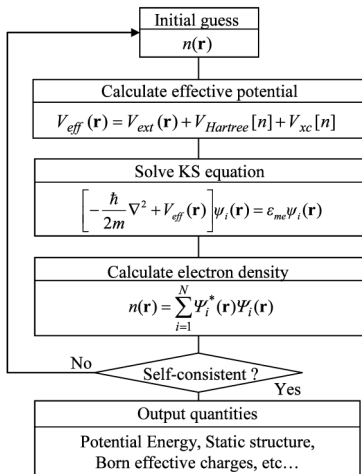 Initial guess
n(r)
Calculate effective potential
V_eff(r) = V_ext(r) + V_Hartree[n] + V_xc[n]
Solve KS equation
[-ħ/2m ∇² + V_eff(r)]ψ_i(r) = ε_me ψ_i(r)
Calculate electron density
n(r) = ∑_{i=1}^{N} Ψ_i^*(r)Ψ_i(r)
No
Self-consistent ?
Yes
Output quantities
Potential Energy, Static structure,
Born effective charges, etc…